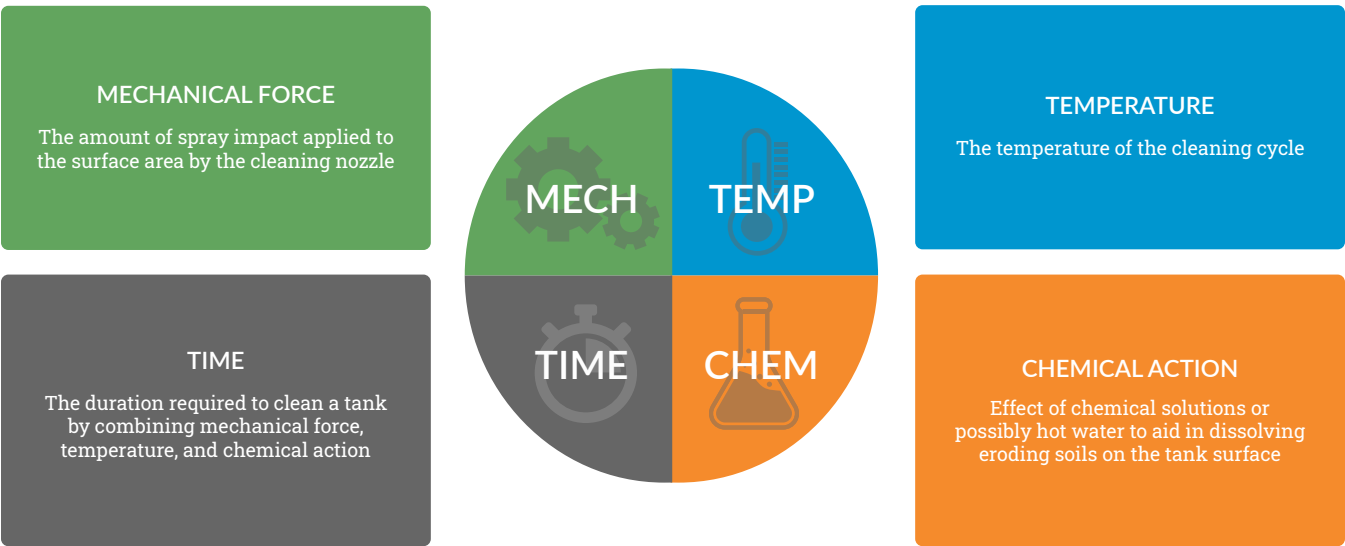 MECHANICAL FORCE
The amount of spray impact applied to
the surface area by the cleaning nozzle
TEMPERATURE
The temperature of the cleaning cycle
MECH
TEMP
TIME
CHEM
TIME
The duration required to clean a tank
by combining mechanical force,
temperature, and chemical action
CHEMICAL ACTION
Effect of chemical solutions or
possibly hot water to aid in dissolving
eroding soils on the tank surface